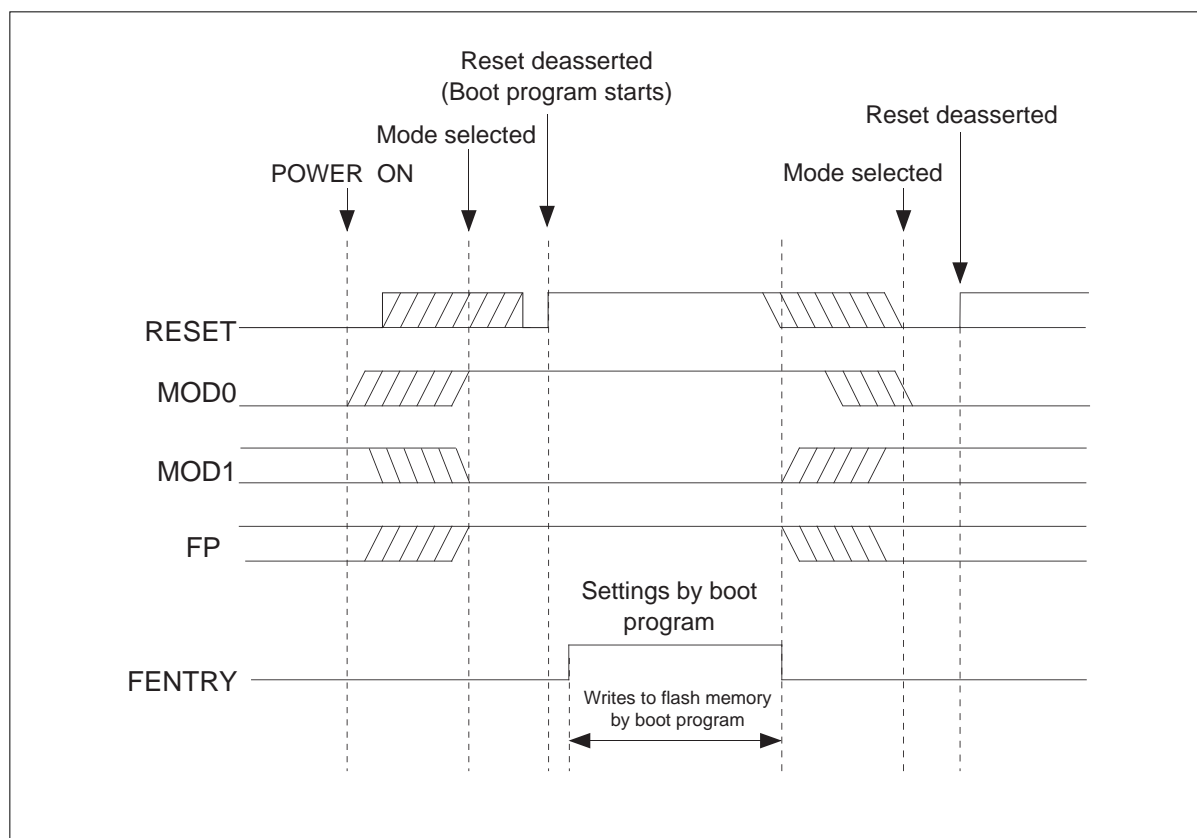 Reset deasserted
(Boot program starts)
Reset deasserted
Mode selected
Mode selected
POWER ON
RESET
MOD0
MOD1
FP
Settings by boot
program
FENTRY
Writes to flash memory
by boot program